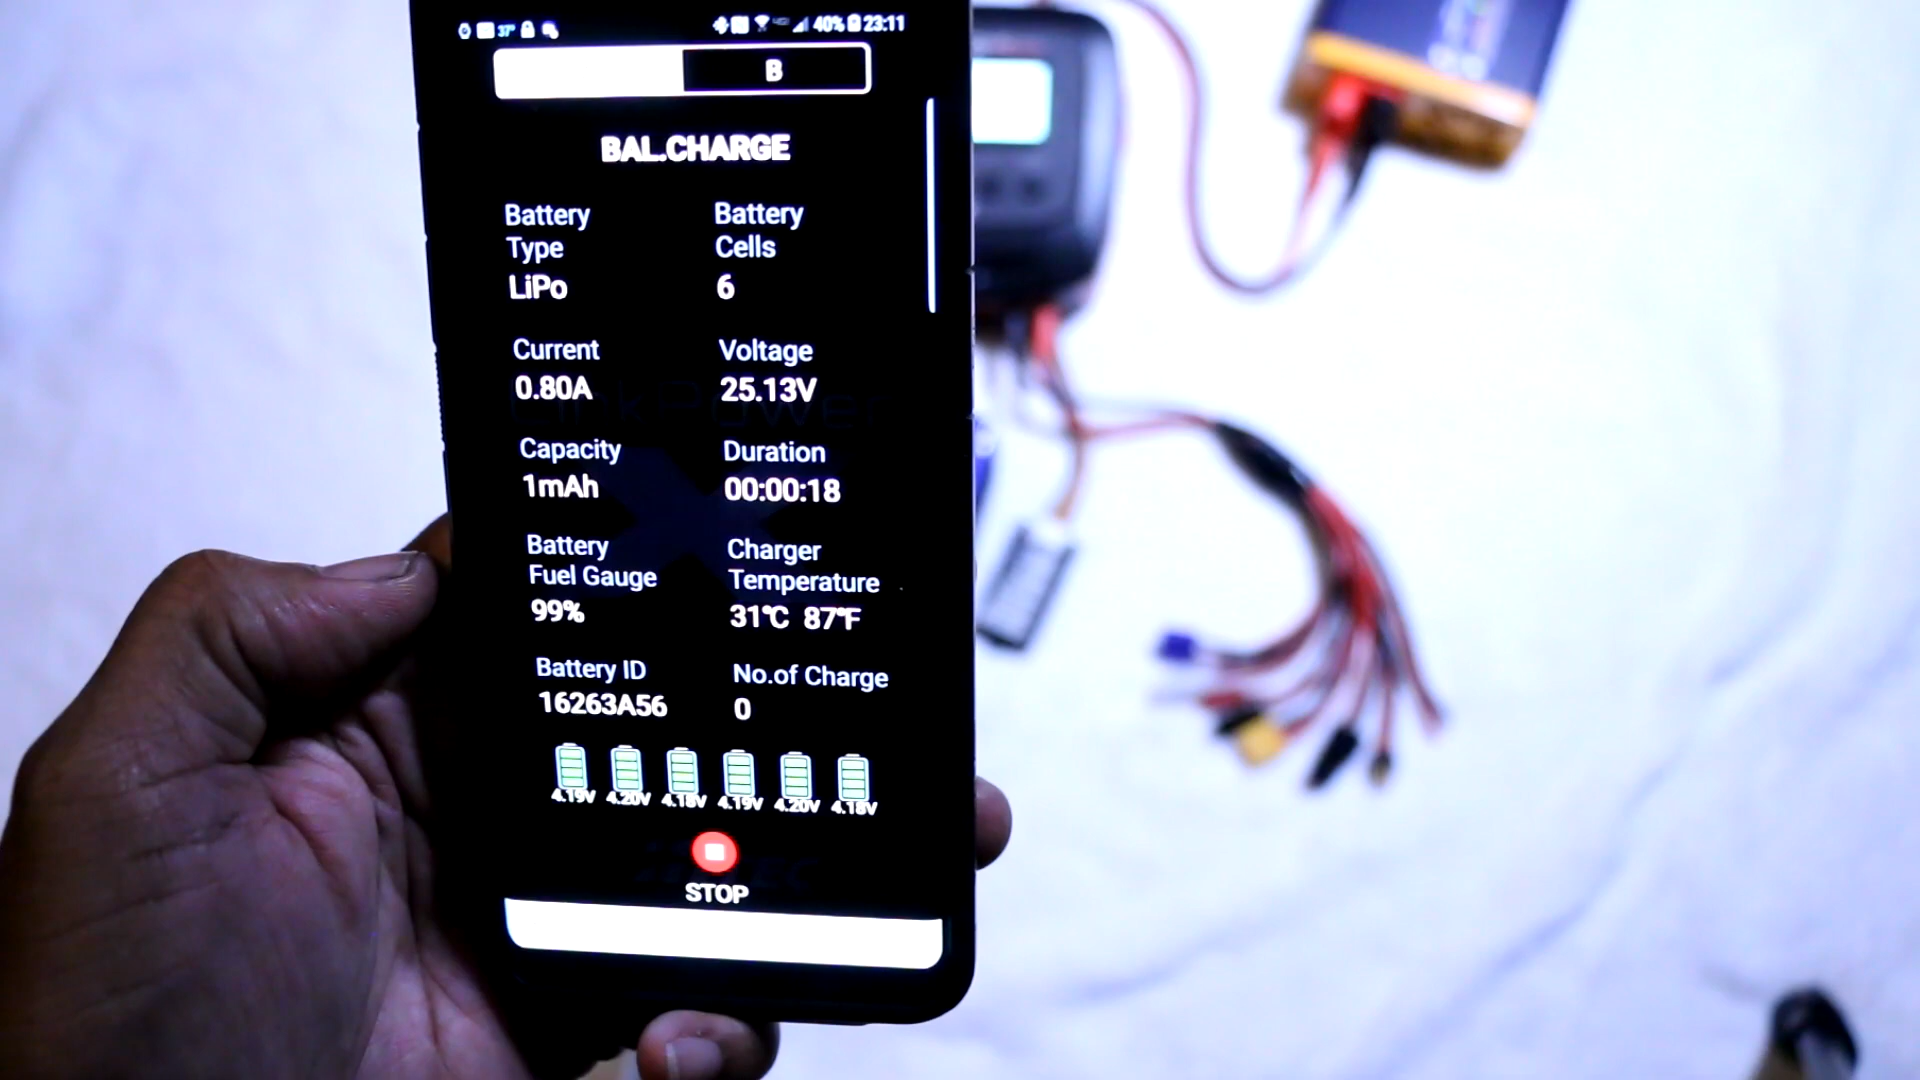 37° 40% 23:11
B
BAL.CHARGE
Battery Type
Battery Cells
LiPo
6
Current
Voltage
0.80A
25.13V
Capacity
Duration
1mAh
00:00:18
Battery Fuel Gauge
Charger Temperature
99%
31℃ 87℉
Battery ID
No.of Charge
16263A56
0
4.19V 4.20V 4.18V 4.19V 4.20V 4.18V
STOP